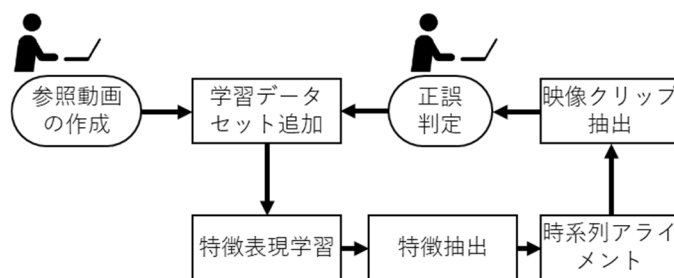 参照動画
の作成
学習データ
セット追加
正誤
判定
映像クリップ
抽出
特徴表現学習
特徴抽出
時系列アライ
メント